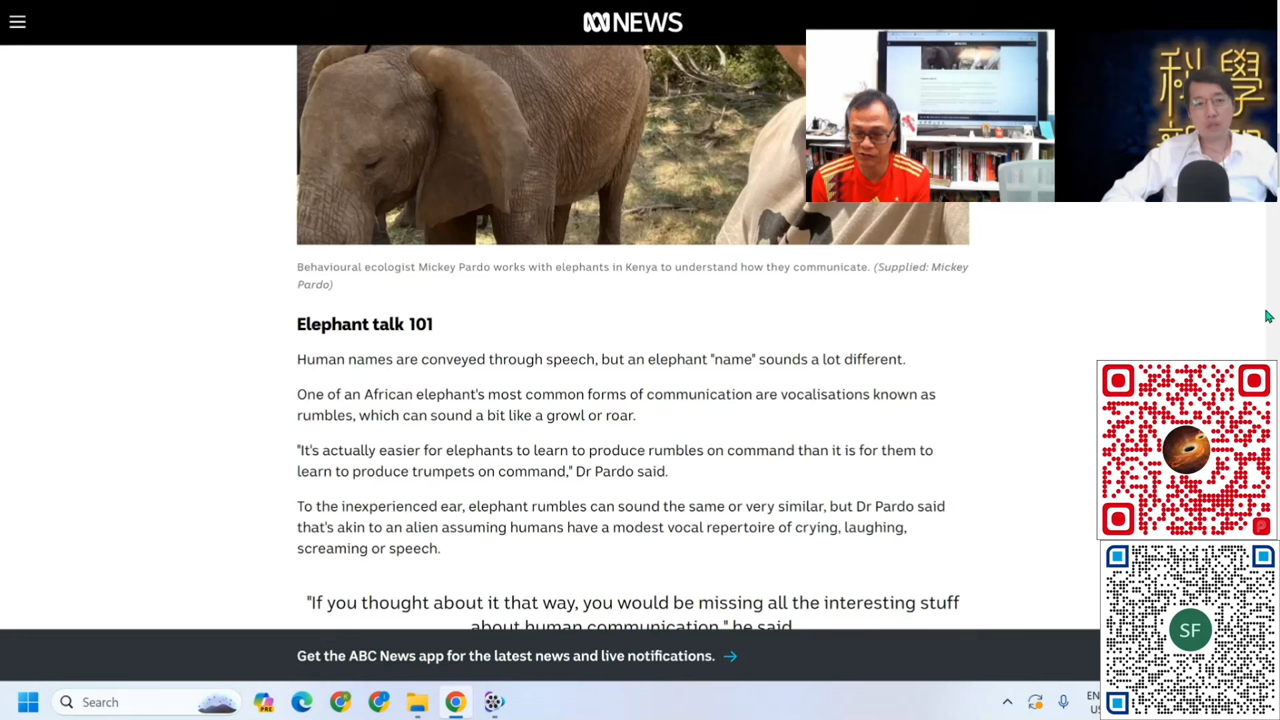 NEWS
科學
Behavioural ecologist Mickey Pardo works with elephants in Kenya to understand how they communicate. (Supplied: Mickey
Pardo)
Elephant talk 101
Human names are conveyed through speech, but an elephant "name" sounds a lot different.
One of an African elephant's most common forms of communication are vocalisations known as
rumbles, which can sound a bit like a growl or roar.
"It's actually easier for elephants to learn to produce rumbles on command than it is for them to
learn to produce trumpets on command," Dr Pardo said.
To the inexperienced ear, elephant rumbles can sound the same or very similar, but Dr Pardo said
that's akin to an alien assuming humans have a modest vocal repertoire of crying, laughing,
screaming or speech.
"If you thought about it that way, you would be missing all the interesting stuff
about human communication," he said.
Get the ABC News app for the latest news and live notifications. →
SF
Search
PRE
EN
US